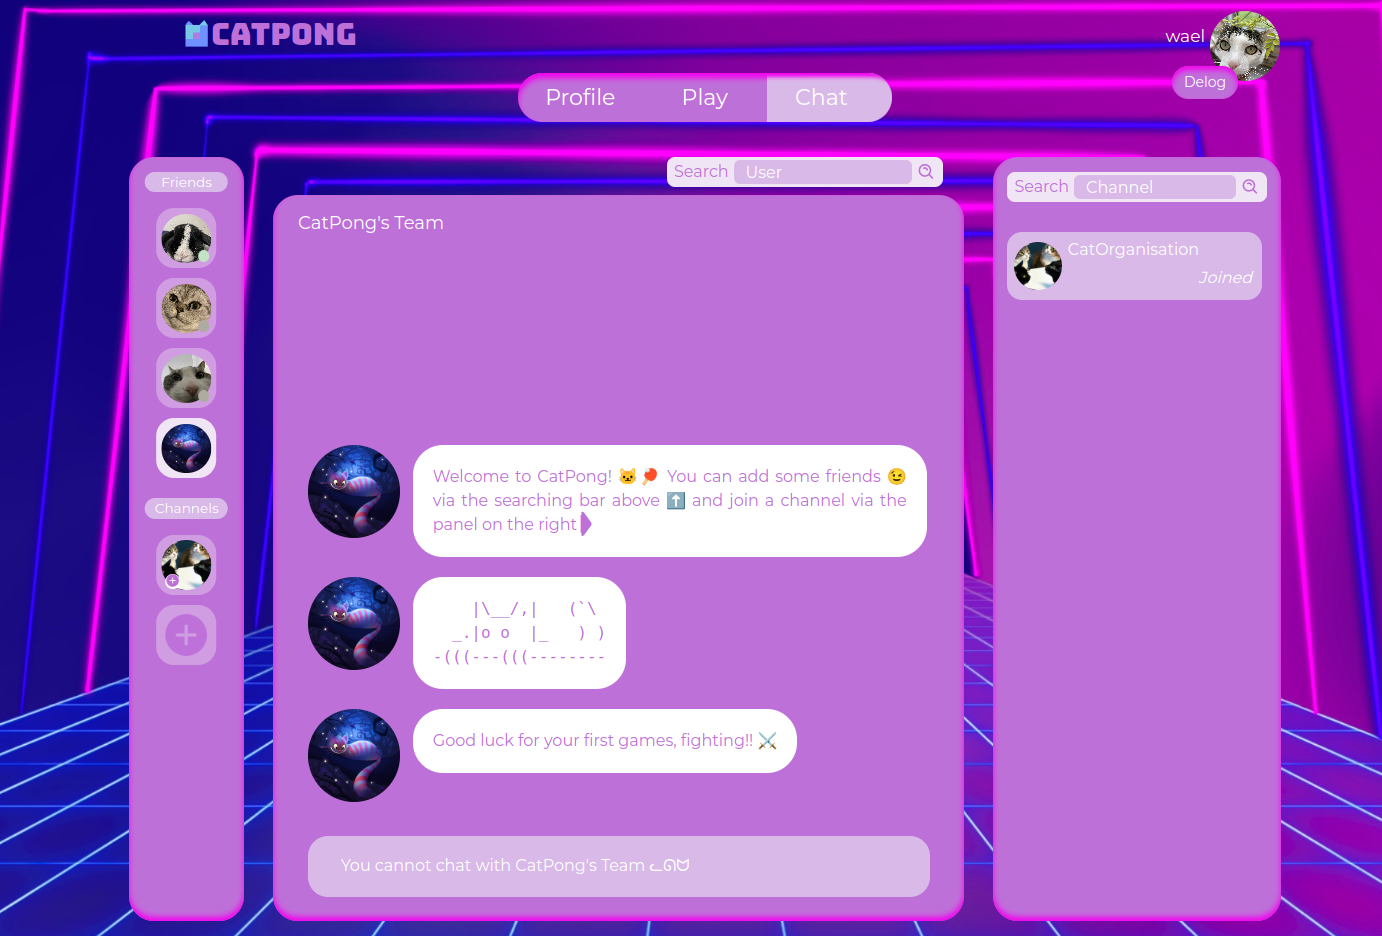 CATPONG
wael
Delog
Profile Play Chat
Friends
Channels
Search User
CatPong's Team
Welcome to CatPong! 🐱🏓 You can add some friends 😉
via the searching bar above ⬆️ and join a channel via the
panel on the right
   |\__/,|   (`\
 _.|o o  |_   ) )
-(((---(((--------
Good luck for your first games, fighting!! ⚔️
You cannot chat with CatPong's Team ᓚᘏᗢ
Search Channel
CatOrganisation
Joined